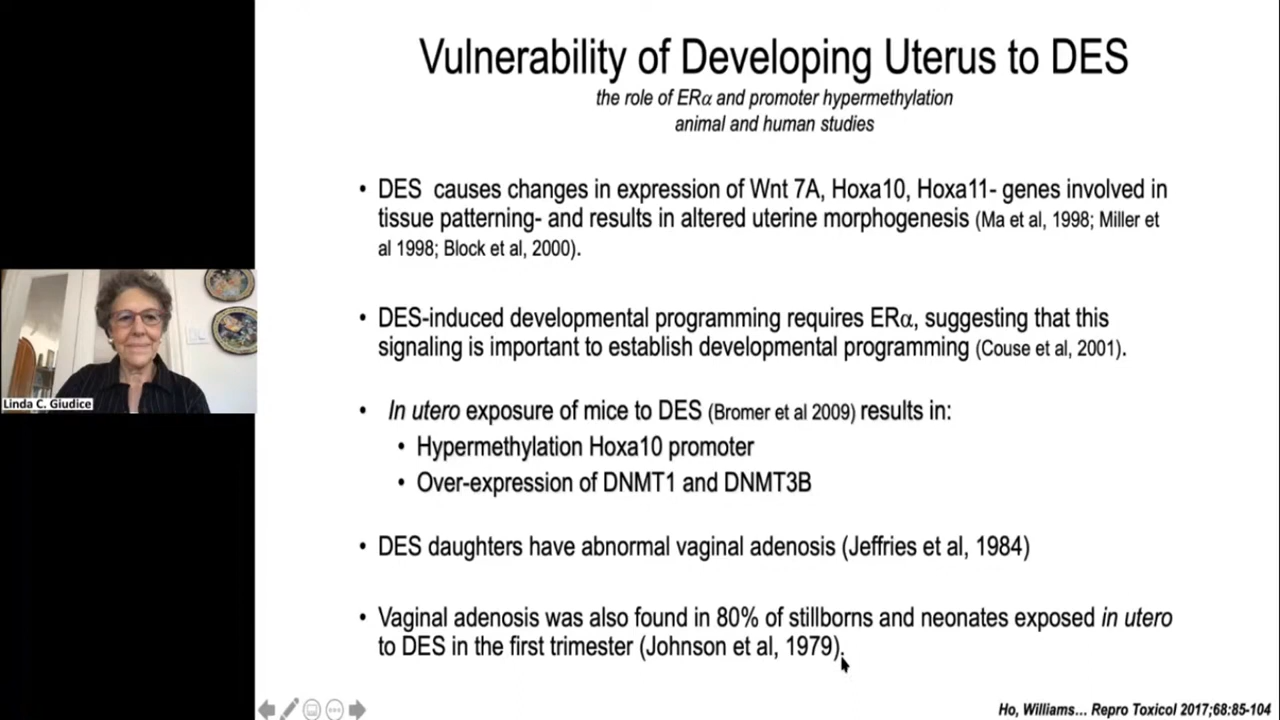 Vulnerability of Developing Uterus to DES
the role of ERα and promoter hypermethylation
animal and human studies
• DES causes changes in expression of Wnt 7A, Hoxa10, Hoxa11- genes involved in
tissue patterning- and results in altered uterine morphogenesis (Ma et al, 1998; Miller et
al 1998; Block et al, 2000).
• DES-induced developmental programming requires ERα, suggesting that this
signaling is important to establish developmental programming (Couse et al, 2001).
• In utero exposure of mice to DES (Bromer et al 2009) results in:
• Hypermethylation Hoxa10 promoter
• Over-expression of DNMT1 and DNMT3B
• DES daughters have abnormal vaginal adenosis (Jeffries et al, 1984)
• Vaginal adenosis was also found in 80% of stillborns and neonates exposed in utero
to DES in the first trimester (Johnson et al, 1979).
Linda C. Giudice
Ho, Williams... Repro Toxicol 2017;68:85-104